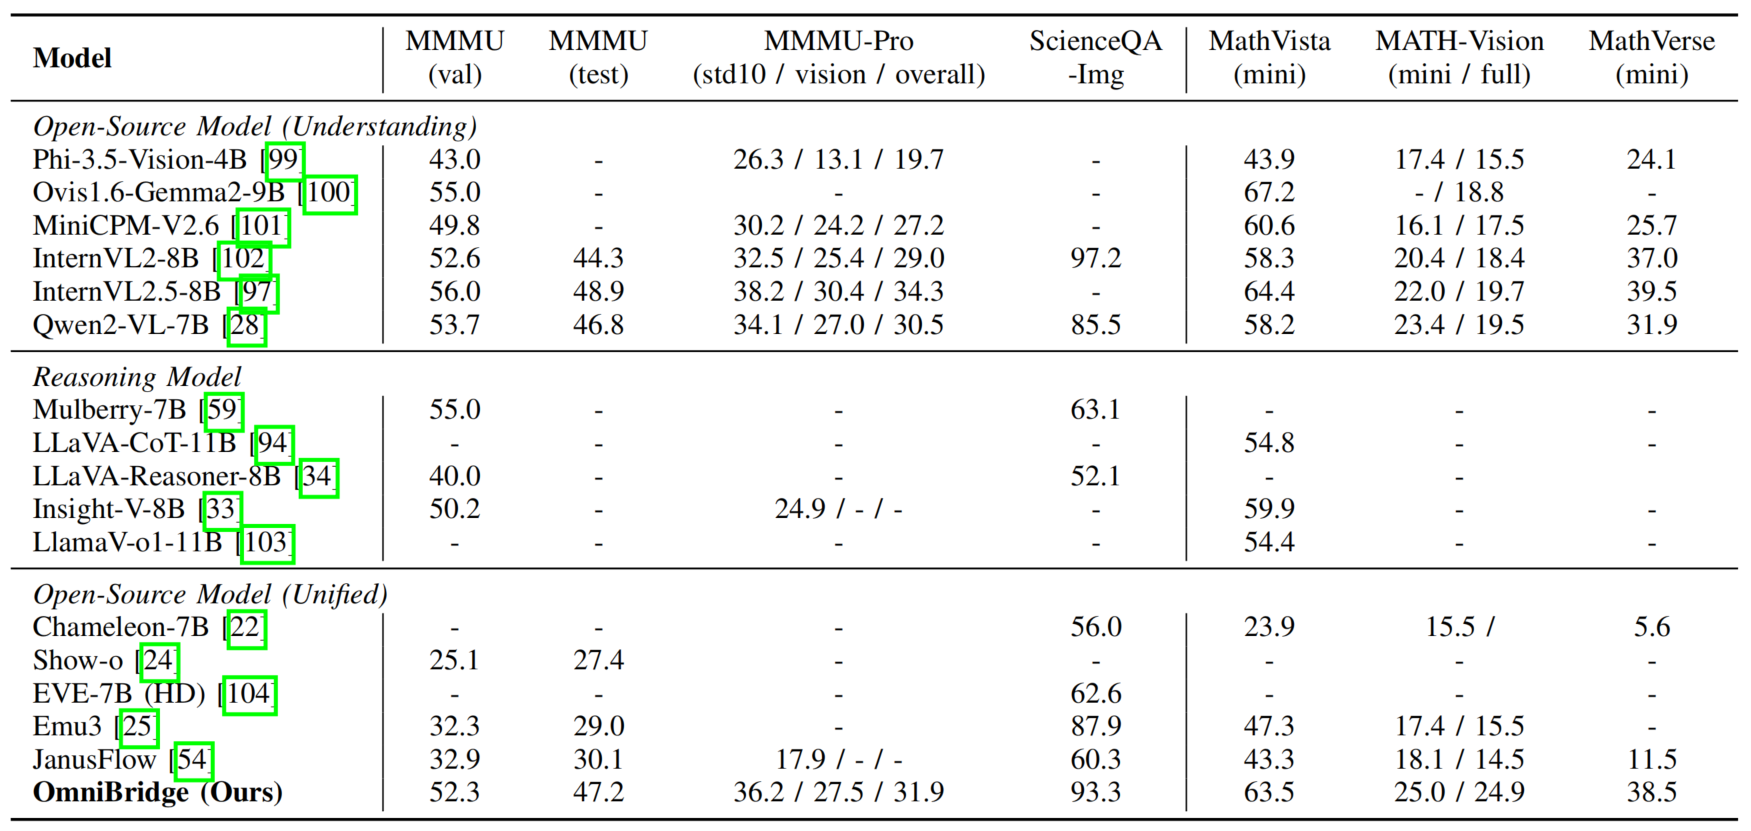 Model | MMMU (val) | MMMU (test) | MMMU-Pro (std10 / vision / overall) | ScienceQA -Img | MathVista (mini) | MATH-Vision (mini / full) | MathVerse (mini)
Open-Source Model (Understanding)
Phi-3.5-Vision-4B [99] | 43.0 | - | 26.3 / 13.1 / 19.7 | - | 43.9 | 17.4 / 15.5 | 24.1
Ovis1.6-Gemma2-9B [100] | 55.0 | - | - | - | 67.2 | - / 18.8 | -
MiniCPM-V2.6 [101] | 49.8 | - | 30.2 / 24.2 / 27.2 | - | 60.6 | 16.1 / 17.5 | 25.7
InternVL2-8B [102] | 52.6 | 44.3 | 32.5 / 25.4 / 29.0 | 97.2 | 58.3 | 20.4 / 18.4 | 37.0
InternVL2.5-8B [97] | 56.0 | 48.9 | 38.2 / 30.4 / 34.3 | - | 64.4 | 22.0 / 19.7 | 39.5
Qwen2-VL-7B [28] | 53.7 | 46.8 | 34.1 / 27.0 / 30.5 | 85.5 | 58.2 | 23.4 / 19.5 | 31.9
Reasoning Model
Mulberry-7B [59] | 55.0 | - | - | 63.1 | - | - | -
LLaVA-CoT-11B [94] | - | - | - | - | 54.8 | - | -
LLaVA-Reasoner-8B [34] | 40.0 | - | - | 52.1 | - | - | 
Insight-V-8B [33] | 50.2 | - | 24.9 / - / - | - | 59.9 | - | -
LlamaV-o1-11B [103] | - | - | - | - | 54.4 | - | -
Open-Source Model (Unified)
Chameleon-7B [22] | - | - | - | 56.0 | 23.9 | 15.5 / | 5.6
Show-o [24] | 25.1 | 27.4 | - | - | - | - | -
EVE-7B (HD) [104] | - | - | - | 62.6 | - | - | -
Emu3 [25] | 32.3 | 29.0 | - | 87.9 | 47.3 | 17.4 / 15.5 | -
JanusFlow [54] | 32.9 | 30.1 | 17.9 / - / - | 60.3 | 43.3 | 18.1 / 14.5 | 11.5
OmniBridge (Ours) | 52.3 | 47.2 | 36.2 / 27.5 / 31.9 | 93.3 | 63.5 | 25.0 / 24.9 | 38.5